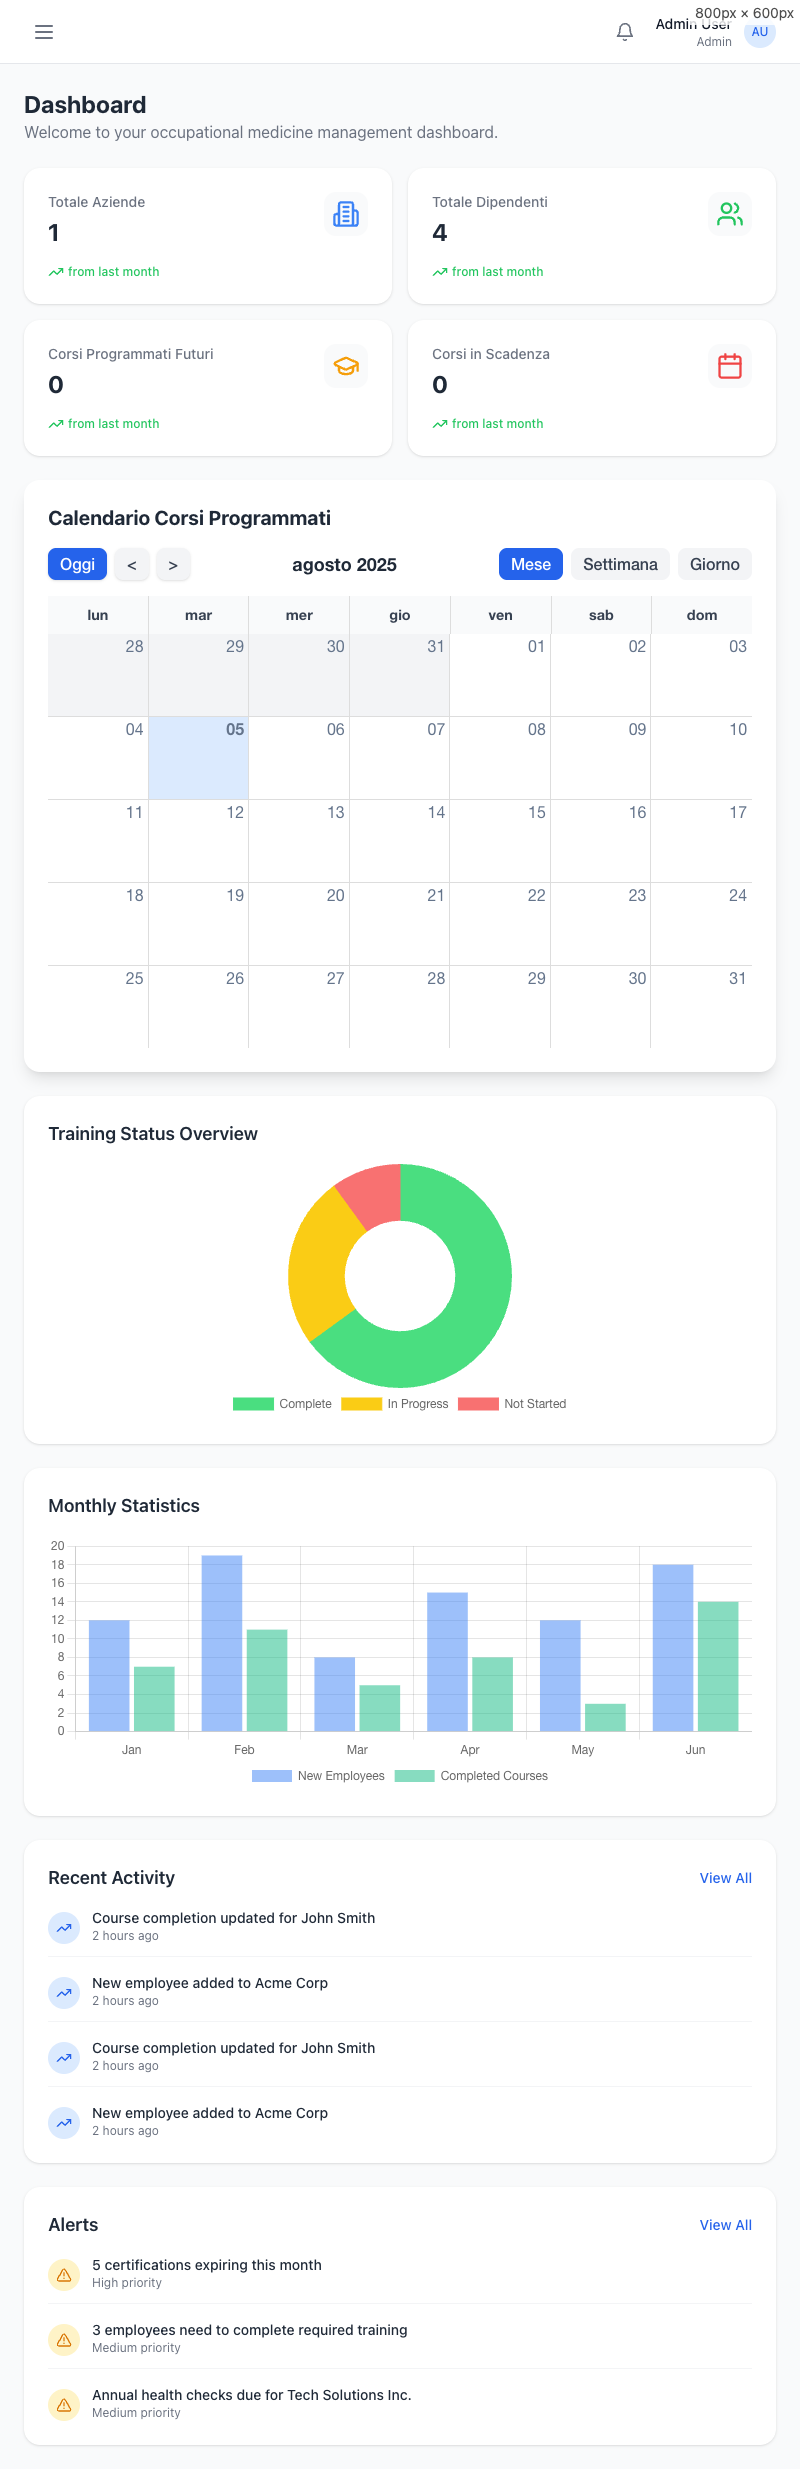 800px × 600px
Admin User
Admin
AU
Dashboard
Welcome to your occupational medicine management dashboard.
Totale Aziende
1
from last month
Totale Dipendenti
4
from last month
Corsi Programmati Futuri
0
from last month
Corsi in Scadenza
0
from last month
Calendario Corsi Programmati
Oggi < > agosto 2025 Mese Settimana Giorno
lun mar mer gio ven sab dom
28 29 30 31 01 02 03
04 05 06 07 08 09 10
11 12 13 14 15 16 17
18 19 20 21 22 23 24
25 26 27 28 29 30 31
Training Status Overview
Complete In Progress Not Started
Monthly Statistics
20
18
16
14
12
10
8
6
4
2
0
Jan Feb Mar Apr May Jun
New Employees Completed Courses
Recent Activity View All
Course completion updated for John Smith
2 hours ago
New employee added to Acme Corp
2 hours ago
Course completion updated for John Smith
2 hours ago
New employee added to Acme Corp
2 hours ago
Alerts View All
5 certifications expiring this month
High priority
3 employees need to complete required training
Medium priority
Annual health checks due for Tech Solutions Inc.
Medium priority